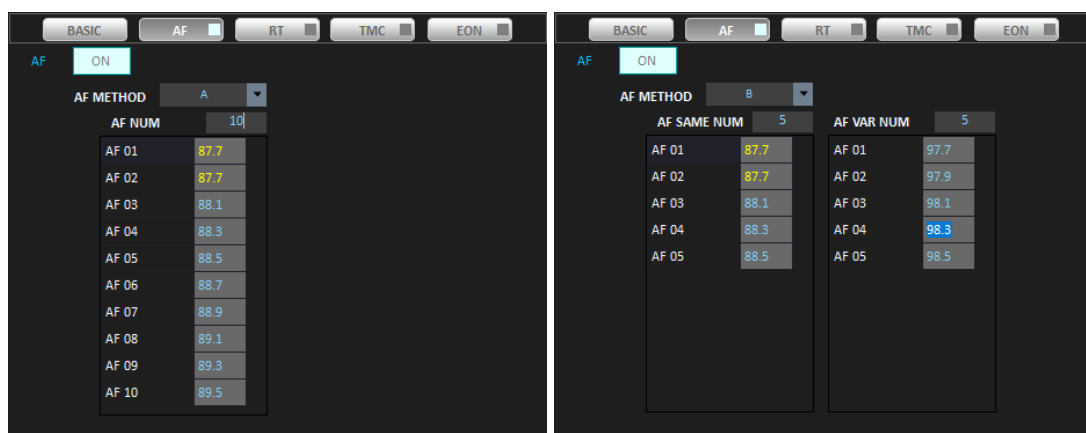 BASIC AF RT TMC EON
AF ON
AF METHOD A
AF NUM 10
AF 01 87.7
AF 02 87.7
AF 03 88.1
AF 04 88.3
AF 05 88.5
AF 06 88.7
AF 07 88.9
AF 08 89.1
AF 09 89.3
AF 10 89.5
BASIC AF RT TMC EON
AF ON
AF METHOD B
AF SAME NUM 5 AF VAR NUM 5
AF 01 87.7 AF 01 97.7
AF 02 87.7 AF 02 97.9
AF 03 88.1 AF 03 98.1
AF 04 88.3 AF 04 98.3
AF 05 88.5 AF 05 98.5